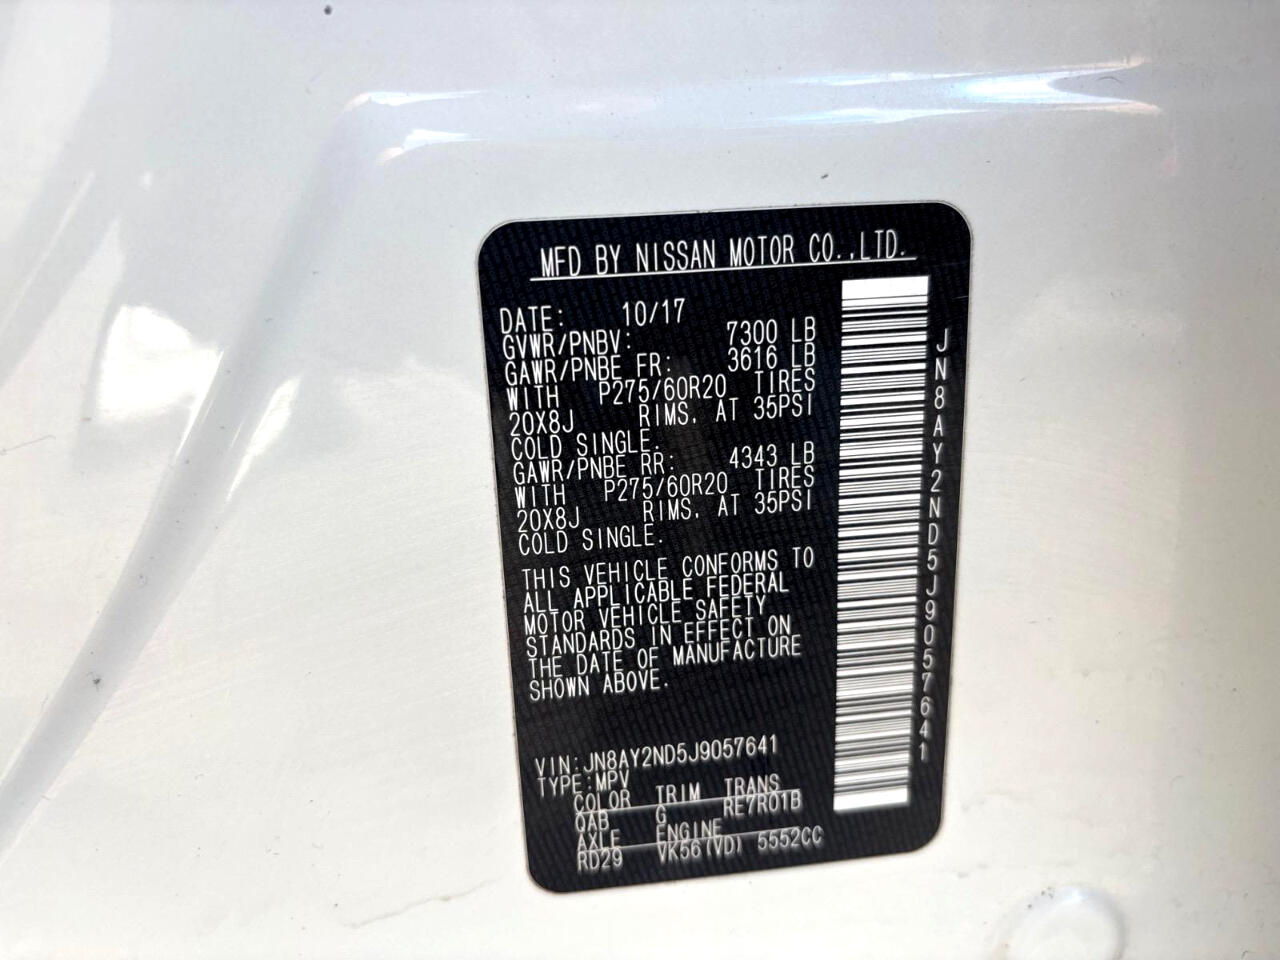 MFD BY NISSAN MOTOR CO.,LTD.
DATE: 10/17
GVWR/PNBV: 7300 LB
GAWR/PNBE FR: 3616 LB
WITH P275/60R20 TIRES
20X8J RIMS, AT 35PSI
COLD SINGLE.
GAWR/PNBE RR: 4343 LB
WITH P275/60R20 TIRES
20X8J RIMS, AT 35PSI
COLD SINGLE.
THIS VEHICLE CONFORMS TO
ALL APPLICABLE FEDERAL
MOTOR VEHICLE SAFETY
STANDARDS IN EFFECT ON
THE DATE OF MANUFACTURE
SHOWN ABOVE.
VIN:JN8AY2ND5J9057641
TYPE:MPV
COLOR TRIM TRANS
QAB G RE7R01B
AXLE ENGINE
RD29 VK56(VD) 5552CC
JN8AY2ND5J9057641